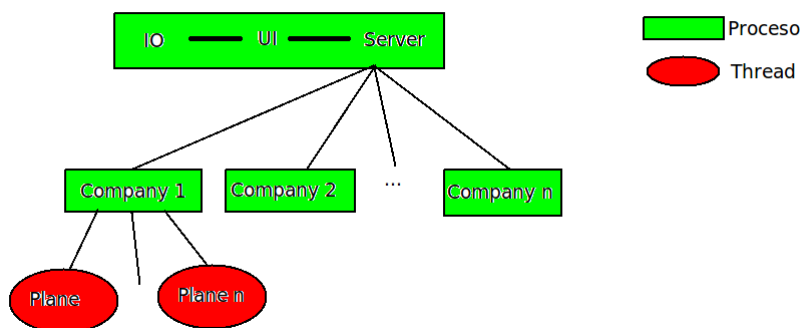 IO UI Server
Proceso
Thread
Company 1 Company 2 ... Company n
Plane Plane n